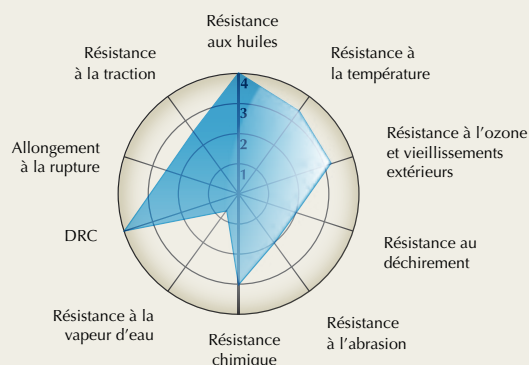 Résistance
aux huiles
Résistance à
la température
Résistance à l'ozone
et vieillissements
extérieurs
Résistance au
déchirement
Résistance
à l'abrasion
Résistance
chimique
Résistance à la
vapeur d'eau
DRC
Allongement
à la rupture
Résistance
à la traction
4
3
2
1